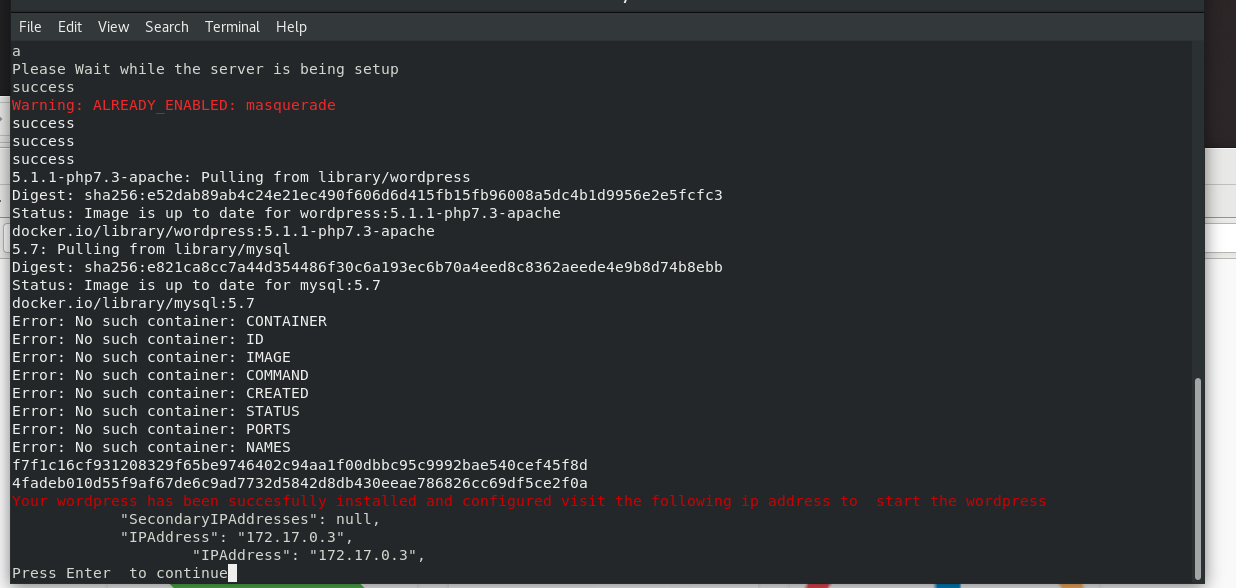 File Edit View Search Terminal Help
a
Please Wait while the server is being setup
success
Warning: ALREADY_ENABLED: masquerade
success
success
success
5.1.1-php7.3-apache: Pulling from library/wordpress
Digest: sha256:e52dab89ab4c24e21ec490f606d6d415fb15fb96008a5dc4b1d9956e2e5fcfc3
Status: Image is up to date for wordpress:5.1.1-php7.3-apache
docker.io/library/wordpress:5.1.1-php7.3-apache
5.7: Pulling from library/mysql
Digest: sha256:e821ca8cc7a44d354486f30c6a193ec6b70a4eed8c8362aeede4e9b8d74b8ebb
Status: Image is up to date for mysql:5.7
docker.io/library/mysql:5.7
Error: No such container: CONTAINER
Error: No such container: ID
Error: No such container: IMAGE
Error: No such container: COMMAND
Error: No such container: CREATED
Error: No such container: STATUS
Error: No such container: PORTS
Error: No such container: NAMES
f7f1c16cf931208329f65be9746402c94aa1f00dbbc95c9992bae540cef45f8d
4fadeb010d55f9af67de6c9ad7732d5842d8db430eeae786826cc69df5ce2f0a
Your wordpress has been succesfully installed and configured visit the following ip address to  start the wordpress
            "SecondaryIPAddresses": null,
            "IPAddress": "172.17.0.3",
                    "IPAddress": "172.17.0.3",
Press Enter  to continue